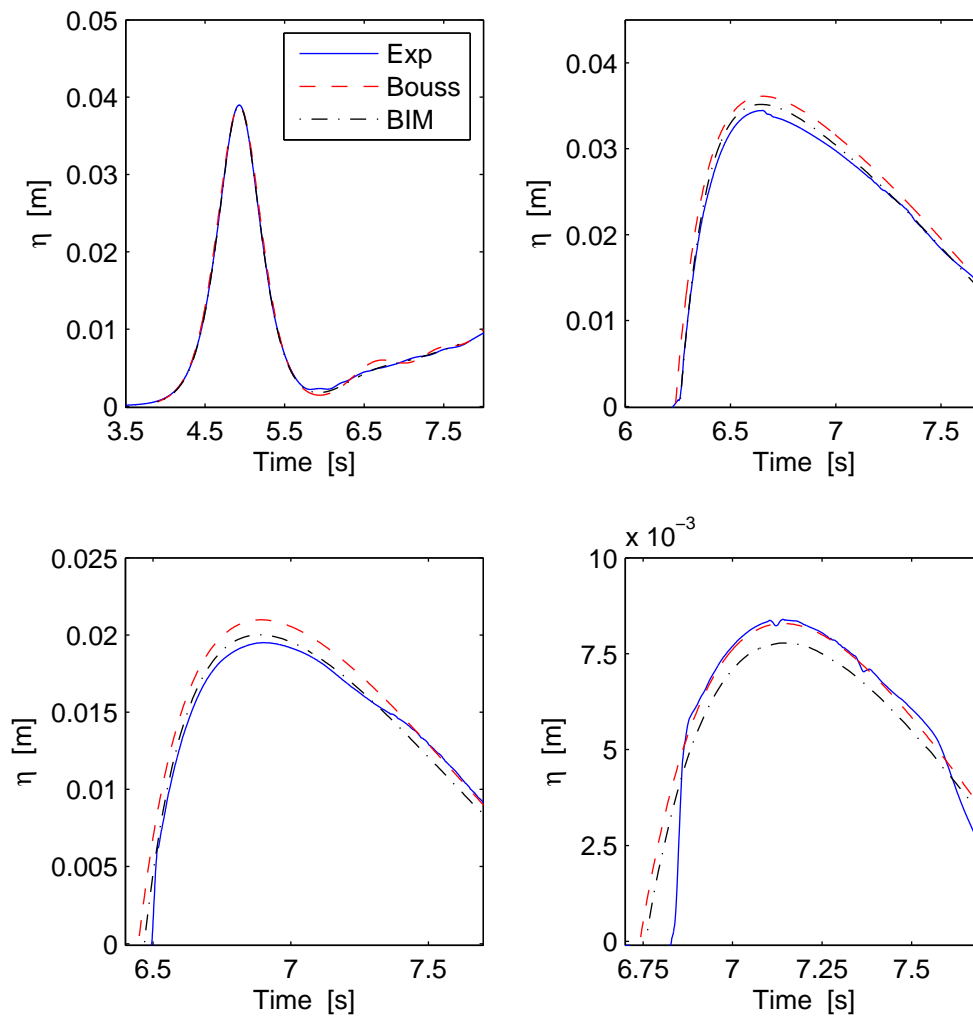 0.05
0.04
0.03
0.02
0.01
0
η [m]
3.5 4.5 5.5 6.5 7.5
Time [s]
Exp
Bouss
BIM
0.04
0.03
0.02
0.01
0
η [m]
6 6.5 7 7.5
Time [s]
0.025
0.02
0.015
0.01
0.005
0
η [m]
6.5 7 7.5
Time [s]
x 10⁻³
10
7.5
5
2.5
0
η [m]
6.75 7 7.25 7.5
Time [s]